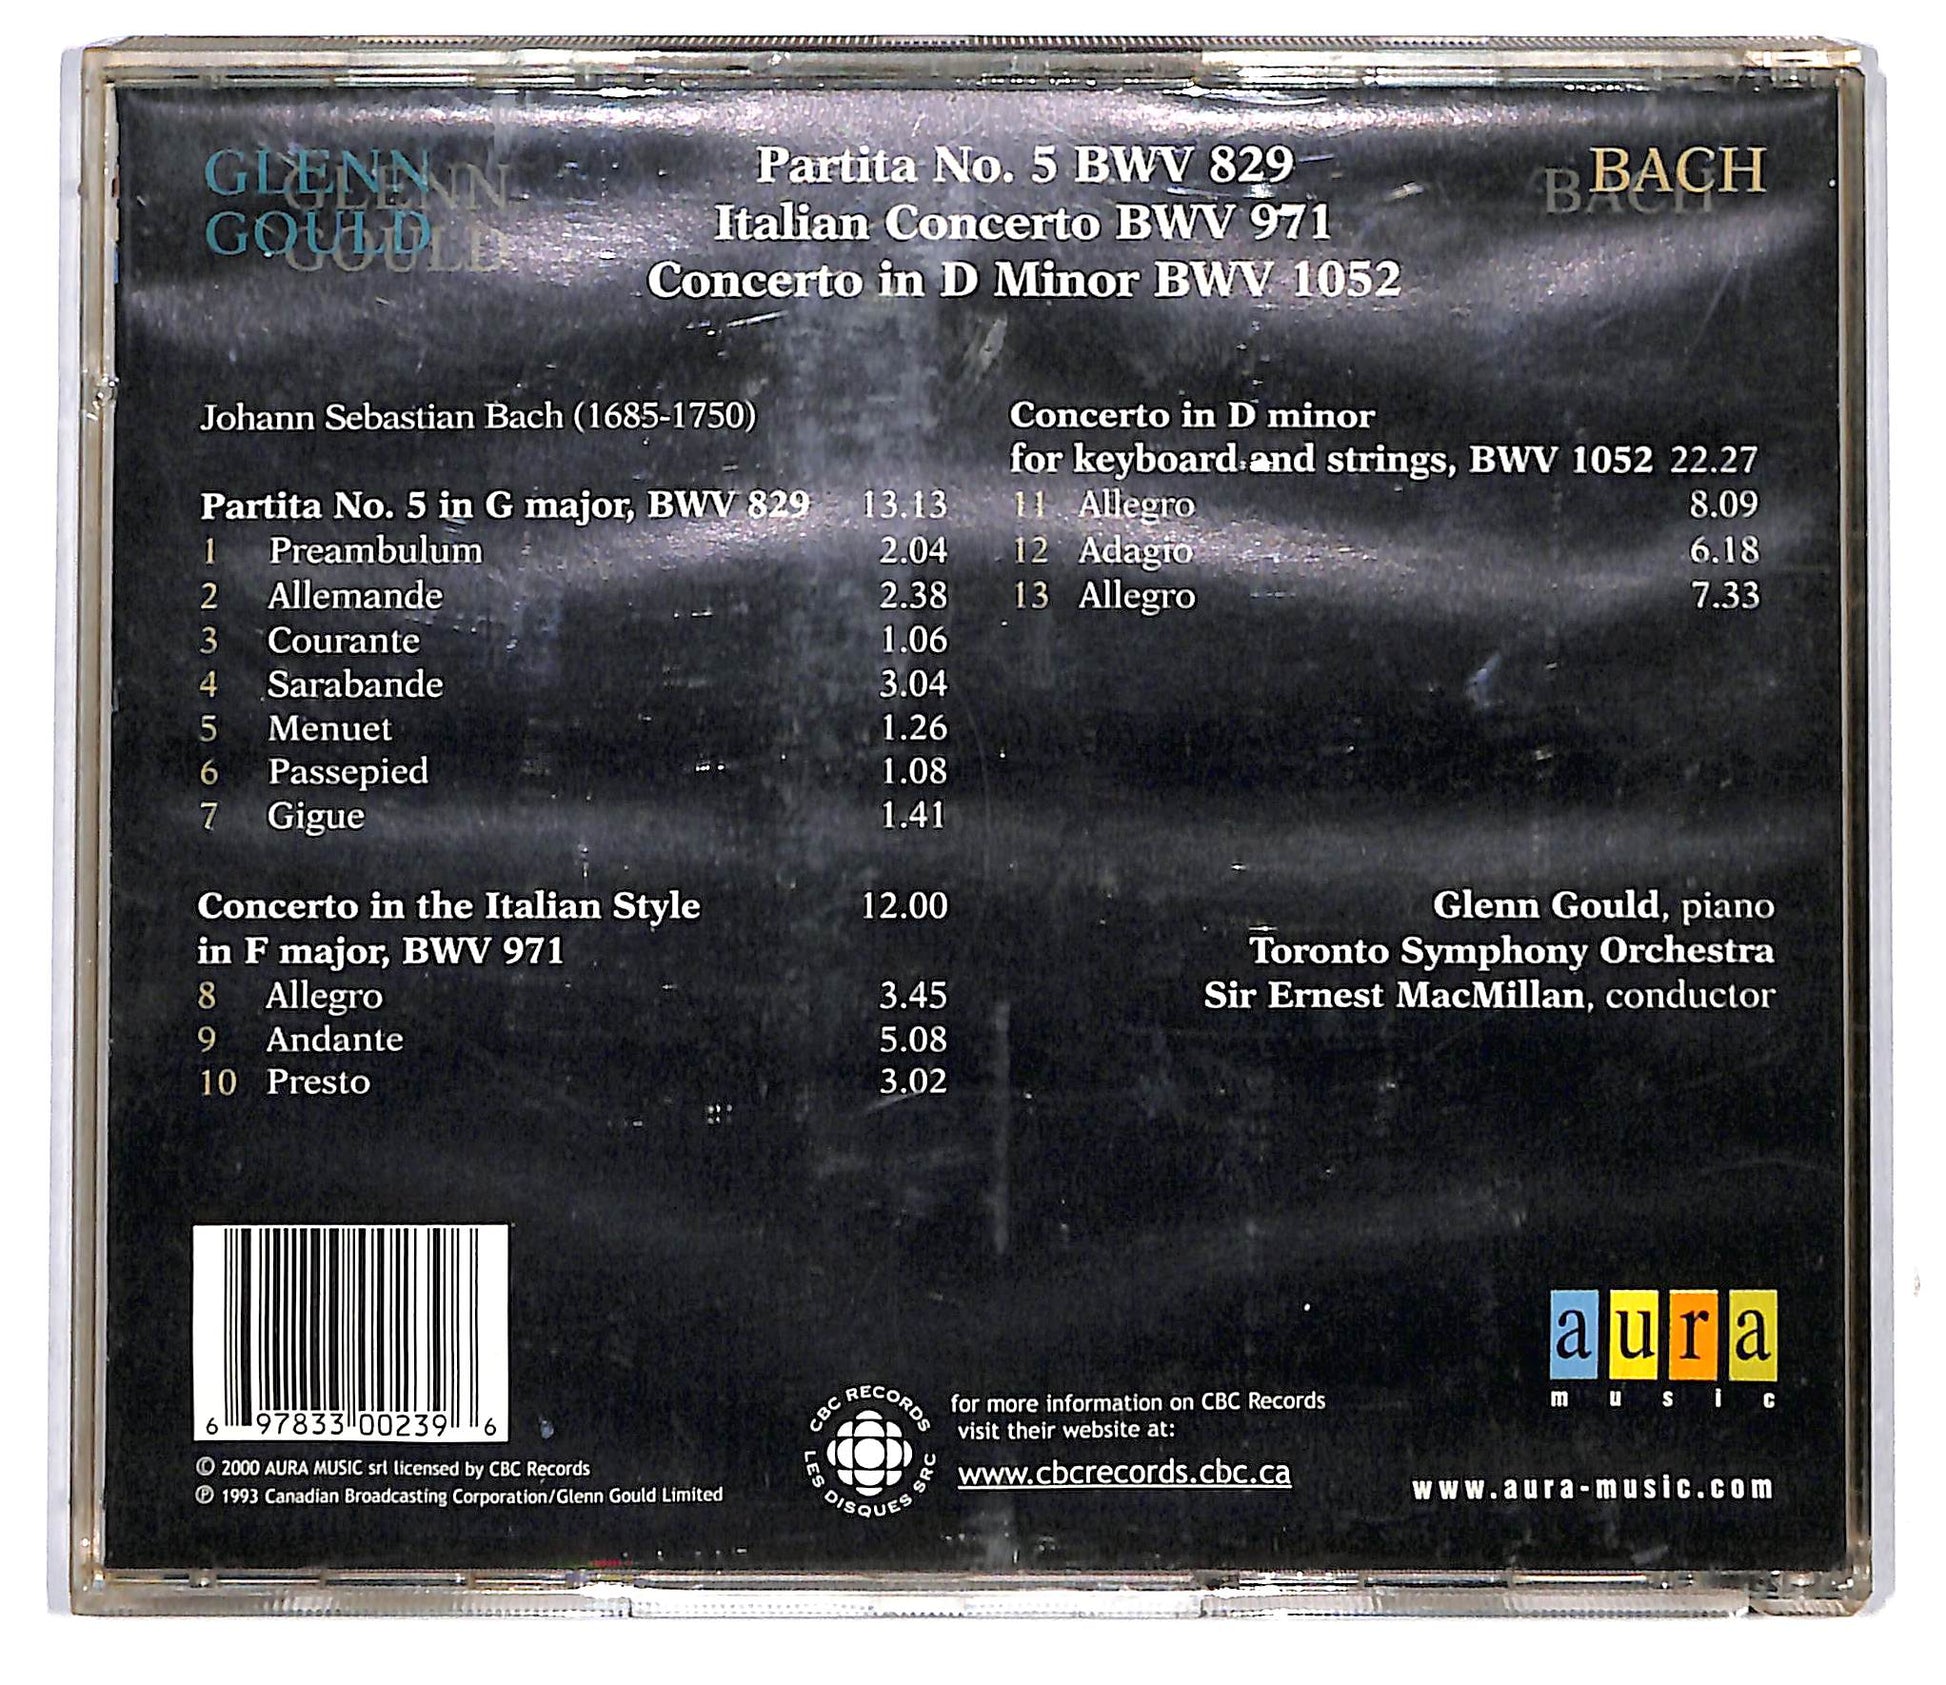 GLENN GLENN
GOULD GOULD
Partita No. 5 BWV 829
Italian Concerto BWV 971
Concerto in D Minor BWV 1052
BACH
BACH
Johann Sebastian Bach (1685-1750)
Partita No. 5 in G major, BWV 829 13.13
1 Preambulum 2.04
2 Allemande 2.38
3 Courante 1.06
4 Sarabande 3.04
5 Menuet 1.26
6 Passepied 1.08
7 Gigue 1.41
Concerto in the Italian Style 12.00
in F major, BWV 971
8 Allegro 3.45
9 Andante 5.08
10 Presto 3.02
Concerto in D minor
for keyboard and strings, BWV 1052 22.27
11 Allegro 8.09
12 Adagio 6.18
13 Allegro 7.33
Glenn Gould, piano
Toronto Symphony Orchestra
Sir Ernest MacMillan, conductor
6 97833 00239 6
© 2000 AURA MUSIC srl licensed by CBC Records
℗ 1993 Canadian Broadcasting Corporation/Glenn Gould Limited
CBC RECORDS
LES DISQUES SRC
for more information on CBC Records
visit their website at:
www.cbcrecords.cbc.ca
aura
music
www.aura-music.com